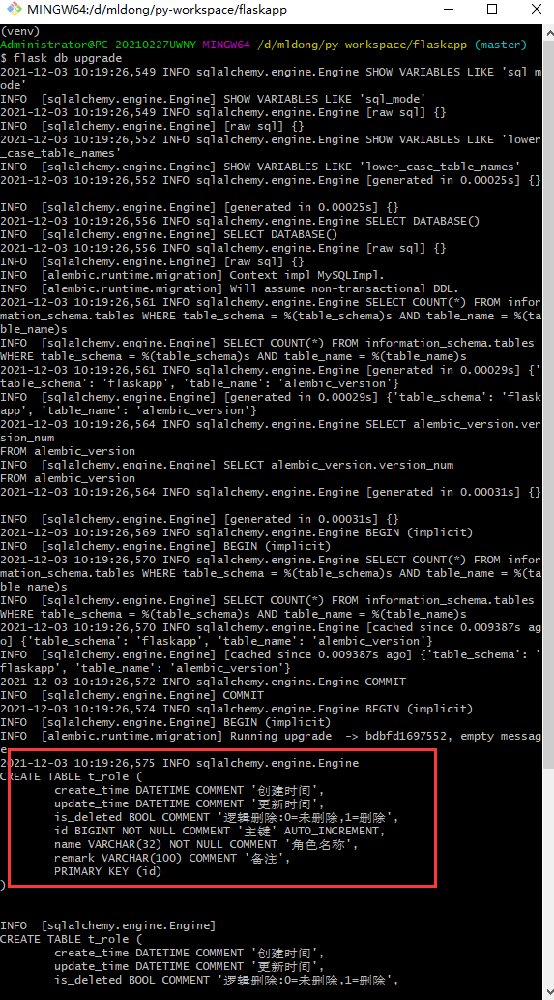 MINGW64:/d/mldong/py-workspace/flaskapp
(venv)
Administrator@PC-20210227UWNY MINGW64 /d/mldong/py-workspace/flaskapp (master)
$ flask db upgrade
2021-12-03 10:19:26,549 INFO sqlalchemy.engine.Engine SHOW VARIABLES LIKE 'sql_m
ode'
INFO  [sqlalchemy.engine.Engine] SHOW VARIABLES LIKE 'sql_mode'
2021-12-03 10:19:26,549 INFO sqlalchemy.engine.Engine [raw sql] {}
INFO  [sqlalchemy.engine.Engine] [raw sql] {}
2021-12-03 10:19:26,552 INFO sqlalchemy.engine.Engine SHOW VARIABLES LIKE 'lower
_case_table_names'
INFO  [sqlalchemy.engine.Engine] SHOW VARIABLES LIKE 'lower_case_table_names'
2021-12-03 10:19:26,552 INFO sqlalchemy.engine.Engine [generated in 0.00025s] {}
INFO  [sqlalchemy.engine.Engine] [generated in 0.00025s] {}
2021-12-03 10:19:26,556 INFO sqlalchemy.engine.Engine SELECT DATABASE()
INFO  [sqlalchemy.engine.Engine] SELECT DATABASE()
2021-12-03 10:19:26,556 INFO sqlalchemy.engine.Engine [raw sql] {}
INFO  [sqlalchemy.engine.Engine] [raw sql] {}
INFO  [alembic.runtime.migration] Context impl MySQLImpl.
INFO  [alembic.runtime.migration] Will assume non-transactional DDL.
2021-12-03 10:19:26,561 INFO sqlalchemy.engine.Engine SELECT COUNT(*) FROM infor
mation_schema.tables WHERE table_schema = %(table_schema)s AND table_name = %(ta
ble_name)s
INFO  [sqlalchemy.engine.Engine] SELECT COUNT(*) FROM information_schema.tables
WHERE table_schema = %(table_schema)s AND table_name = %(table_name)s
2021-12-03 10:19:26,561 INFO sqlalchemy.engine.Engine [generated in 0.00029s] {'
table_schema': 'flaskapp', 'table_name': 'alembic_version'}
INFO  [sqlalchemy.engine.Engine] [generated in 0.00029s] {'table_schema': 'flask
app', 'table_name': 'alembic_version'}
2021-12-03 10:19:26,564 INFO sqlalchemy.engine.Engine SELECT alembic_version.ver
sion_num
FROM alembic_version
INFO  [sqlalchemy.engine.Engine] SELECT alembic_version.version_num
FROM alembic_version
2021-12-03 10:19:26,564 INFO sqlalchemy.engine.Engine [generated in 0.00031s] {}
INFO  [sqlalchemy.engine.Engine] [generated in 0.00031s] {}
2021-12-03 10:19:26,569 INFO sqlalchemy.engine.Engine BEGIN (implicit)
INFO  [sqlalchemy.engine.Engine] BEGIN (implicit)
2021-12-03 10:19:26,570 INFO sqlalchemy.engine.Engine SELECT COUNT(*) FROM infor
mation_schema.tables WHERE table_schema = %(table_schema)s AND table_name = %(ta
ble_name)s
INFO  [sqlalchemy.engine.Engine] SELECT COUNT(*) FROM information_schema.tables
WHERE table_schema = %(table_schema)s AND table_name = %(table_name)s
2021-12-03 10:19:26,570 INFO sqlalchemy.engine.Engine [cached since 0.009387s ag
o] {'table_schema': 'flaskapp', 'table_name': 'alembic_version'}
INFO  [sqlalchemy.engine.Engine] [cached since 0.009387s ago] {'table_schema': '
flaskapp', 'table_name': 'alembic_version'}
2021-12-03 10:19:26,572 INFO sqlalchemy.engine.Engine COMMIT
INFO  [sqlalchemy.engine.Engine] COMMIT
2021-12-03 10:19:26,574 INFO sqlalchemy.engine.Engine BEGIN (implicit)
INFO  [sqlalchemy.engine.Engine] BEGIN (implicit)
INFO  [alembic.runtime.migration] Running upgrade  -> bdbfd1697552, empty messag
e
2021-12-03 10:19:26,575 INFO sqlalchemy.engine.Engine
CREATE TABLE t_role (
create_time DATETIME COMMENT '创建时间',
update_time DATETIME COMMENT '更新时间',
is_deleted BOOL COMMENT '逻辑删除:0=未删除,1=删除',
id BIGINT NOT NULL COMMENT '主键' AUTO_INCREMENT,
name VARCHAR(32) NOT NULL COMMENT '角色名称',
remark VARCHAR(100) COMMENT '备注',
PRIMARY KEY (id)
)
INFO  [sqlalchemy.engine.Engine]
CREATE TABLE t_role (
create_time DATETIME COMMENT '创建时间',
update_time DATETIME COMMENT '更新时间',
is_deleted BOOL COMMENT '逻辑删除:0=未删除,1=删除',